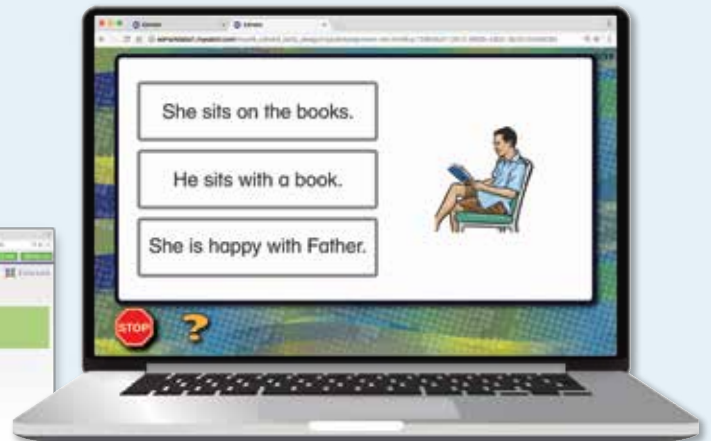 She sits on the books.
He sits with a book.
She is happy with Father.
STOP
?